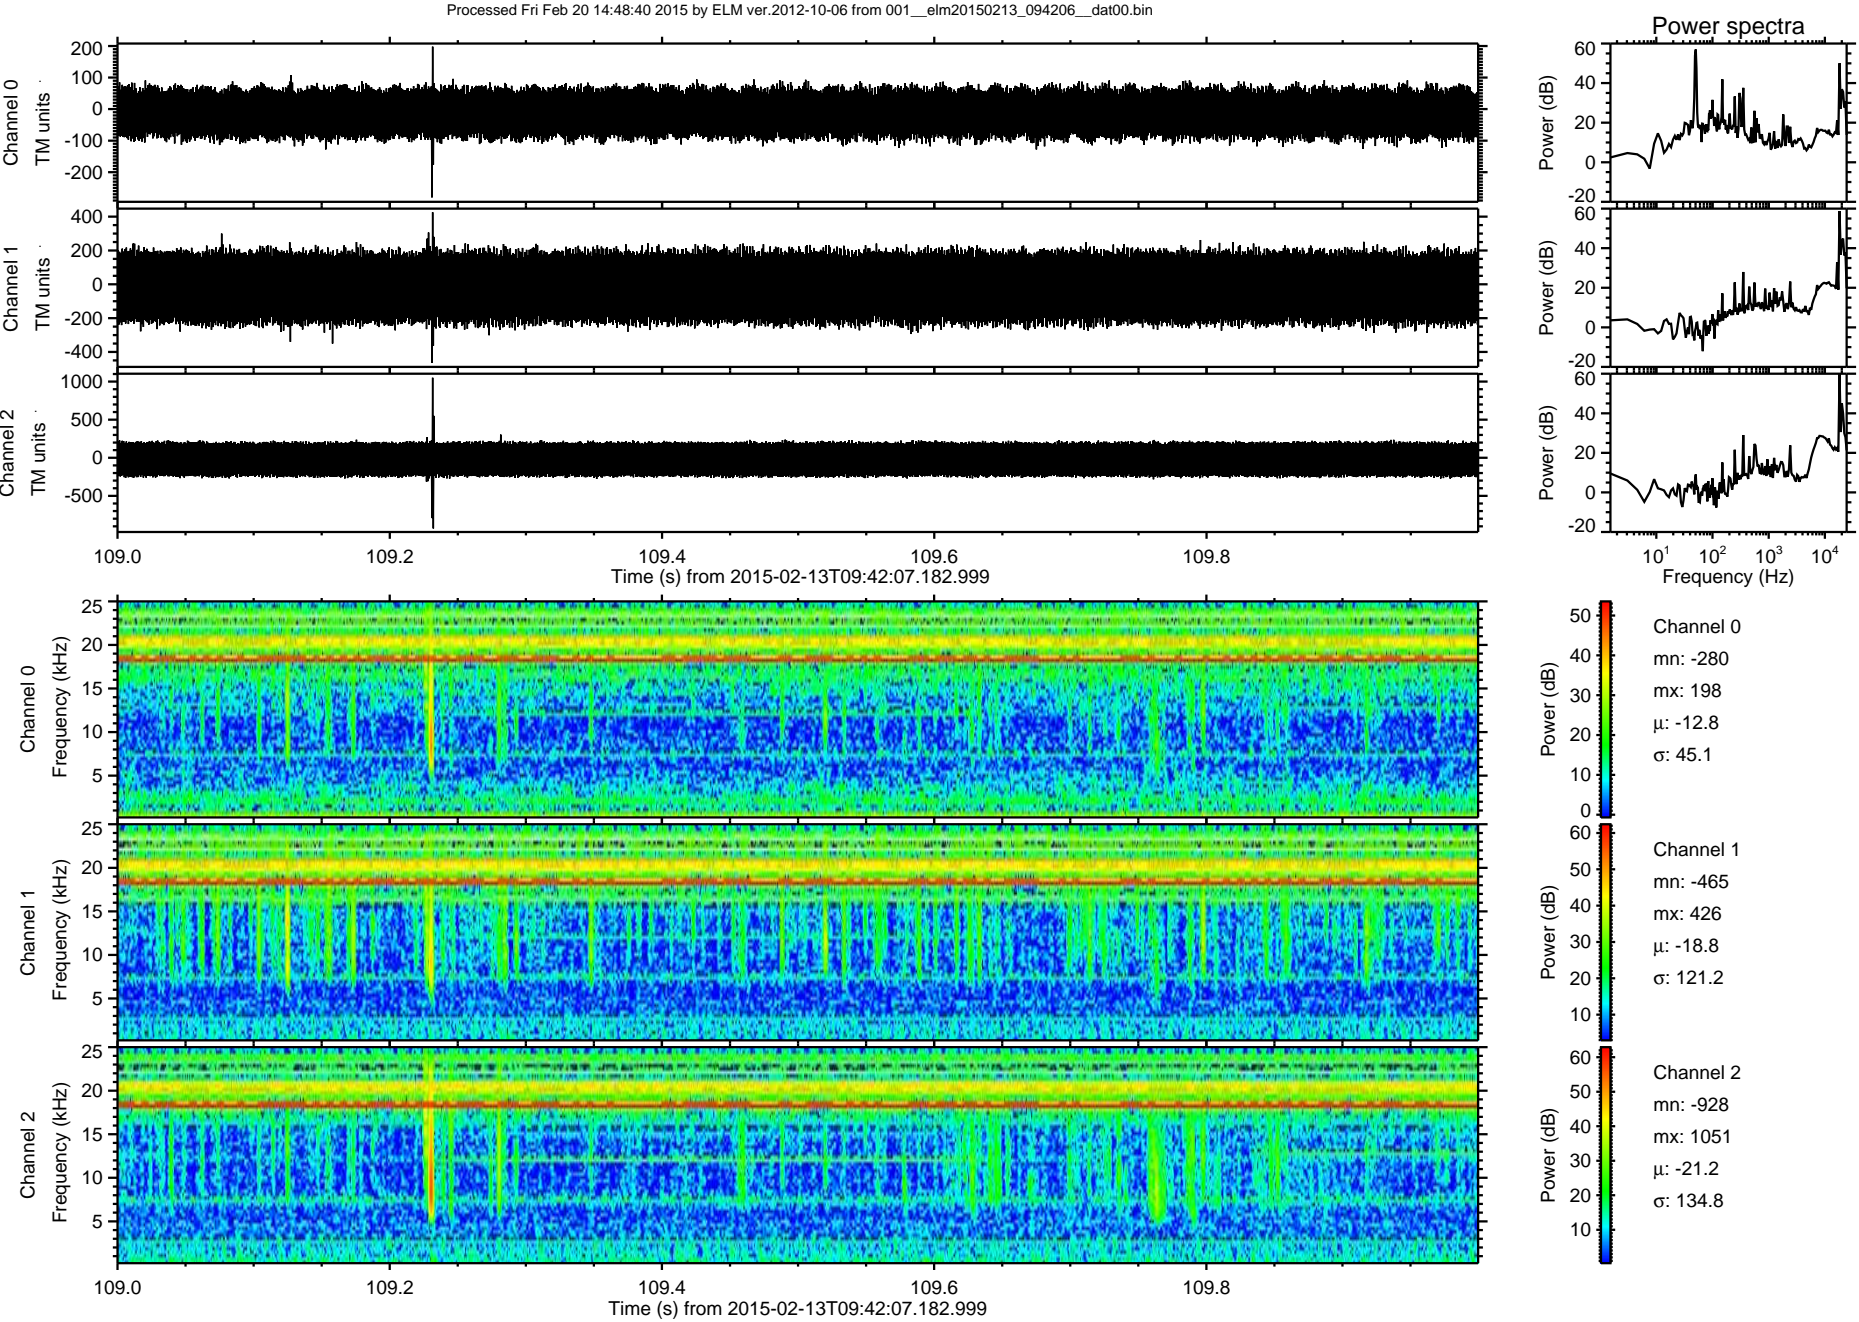 Processed Fri Feb 20 14:48:40 2015 by ELM ver.2012-10-06 from 001__elm20150213_094206__dat00.bin
Power spectra
Channel 0
TM units
200
100
0
-100
-200
Power (dB)
60
40
20
0
-20
Channel 1
TM units
400
200
0
-200
-400
Power (dB)
60
40
20
0
-20
Channel 2
TM units
1000
500
0
-500
Power (dB)
60
40
20
0
-20
109.0 109.2 109.4 109.6 109.8
Time (s) from 2015-02-13T09:42:07.182.999
10^1 10^2 10^3 10^4
Frequency (Hz)
Channel 0
Frequency (kHz)
25
20
15
10
5
Power (dB)
50
40
30
20
10
0
Channel 0
mn: -280
mx: 198
μ: -12.8
σ: 45.1
Channel 1
Frequency (kHz)
25
20
15
10
5
Power (dB)
60
50
40
30
20
10
Channel 1
mn: -465
mx: 426
μ: -18.8
σ: 121.2
Channel 2
Frequency (kHz)
25
20
15
10
5
Power (dB)
60
50
40
30
20
10
Channel 2
mn: -928
mx: 1051
μ: -21.2
σ: 134.8
109.0 109.2 109.4 109.6 109.8
Time (s) from 2015-02-13T09:42:07.182.999